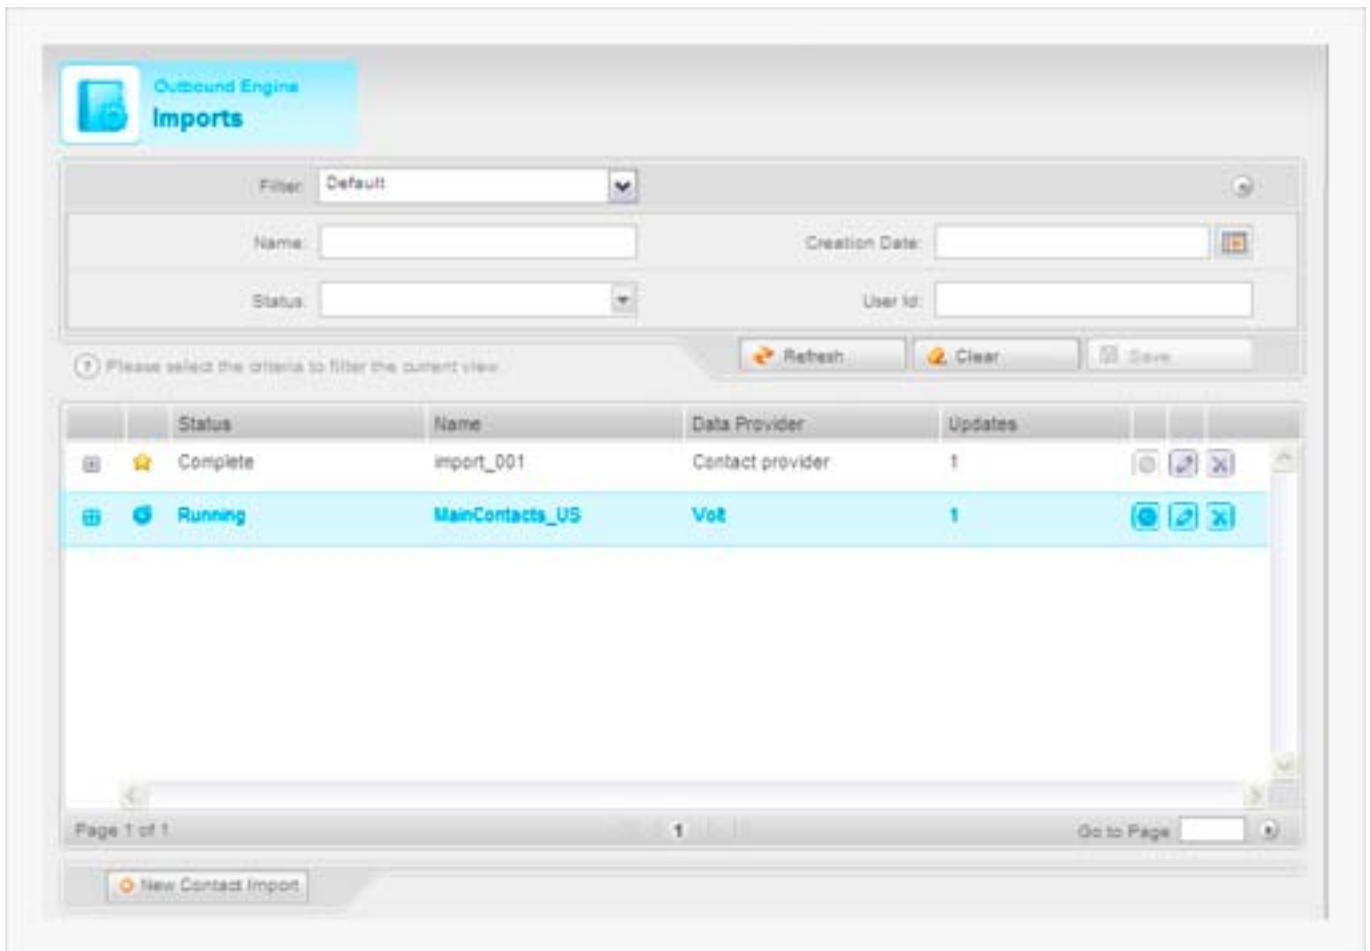 Outbound Engine
Imports
Filter: Default
Name: Creation Date:
Status: User Id:
Please select the criteria to filter the current view.
Refresh Clear Save
Status Name Data Provider Updates
Complete import_001 Contact provider 1
Running MainContacts_US Volt 1
Page 1 of 1 1 Go to Page
New Contact Import